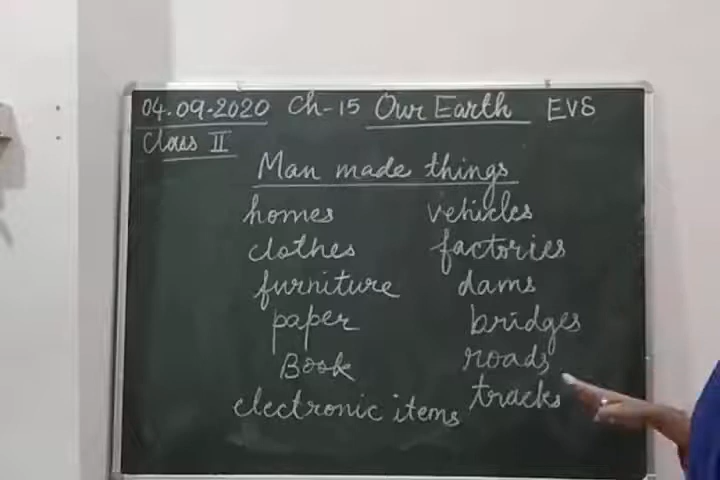 04.09-2020 Ch-15 Our Earth EVS
Class II
Man made things
homes vehicles
clothes factories
furniture dams
paper bridges
Book roads
electronic items tracks